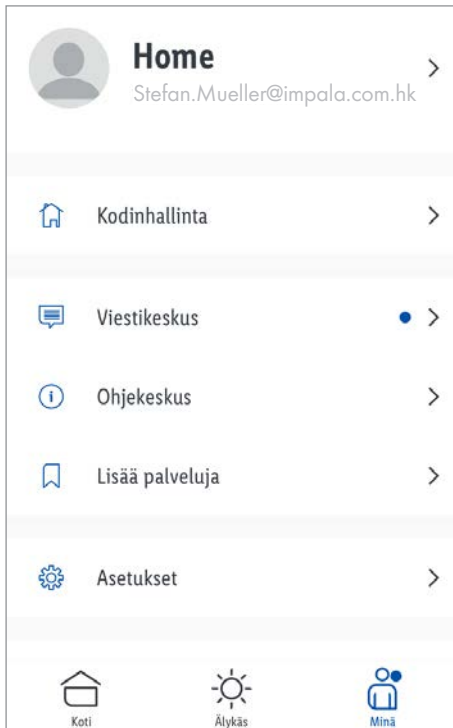 Home
Stefan.Mueller@impala.com.hk
Kodinhallinta
Viestikeskus
Ohjekeskus
Lisää palveluja
Asetukset
Koti Älykäs Minä